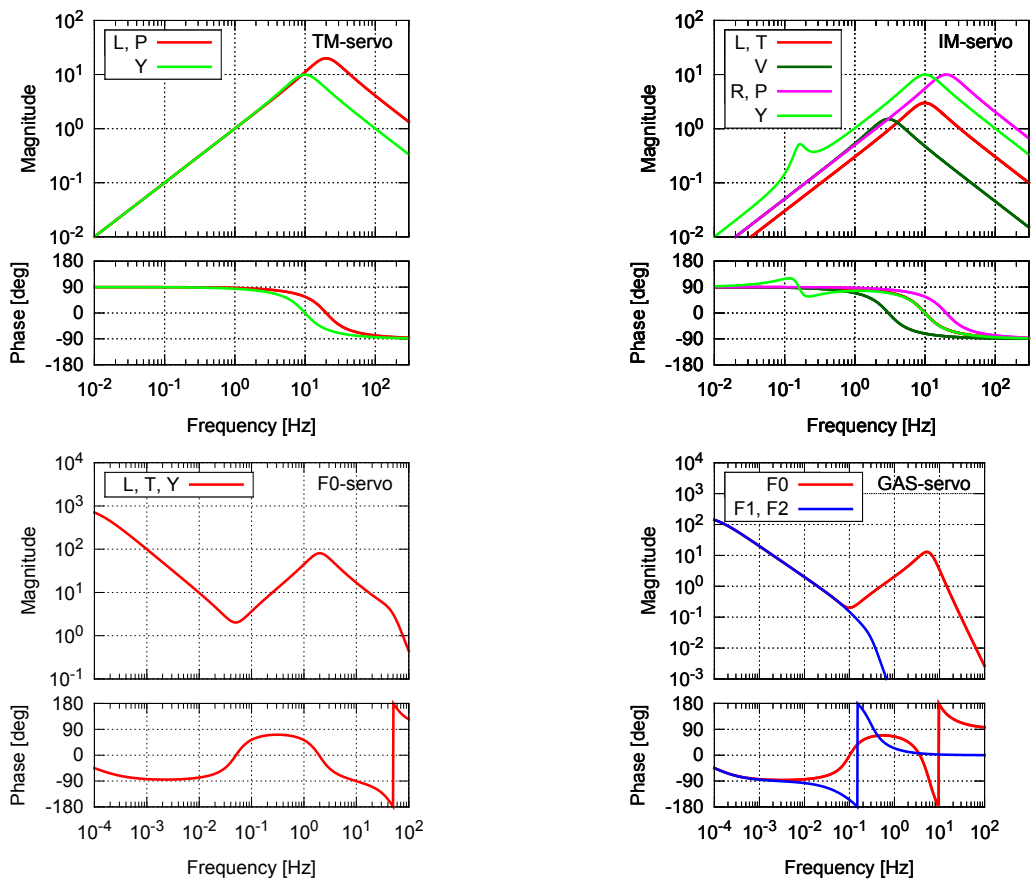 TM-servo
L, P
Y
Magnitude
10^2
10^1
10^0
10^-1
10^-2
Phase [deg]
180
90
0
-90
-180
10^-2 10^-1 10^0 10^1 10^2
Frequency [Hz]
IM-servo
L, T
V
R, P
Y
Magnitude
10^2
10^1
10^0
10^-1
10^-2
Phase [deg]
180
90
0
-90
-180
10^-2 10^-1 10^0 10^1 10^2
Frequency [Hz]
F0-servo
L, T, Y
Magnitude
10^4
10^3
10^2
10^1
10^0
10^-1
Phase [deg]
180
90
0
-90
-180
10^-4 10^-3 10^-2 10^-1 10^0 10^1 10^2
Frequency [Hz]
GAS-servo
F0
F1, F2
Magnitude
10^4
10^3
10^2
10^1
10^0
10^-1
10^-2
10^-3
Phase [deg]
180
90
0
-90
-180
10^-4 10^-3 10^-2 10^-1 10^0 10^1 10^2
Frequency [Hz]